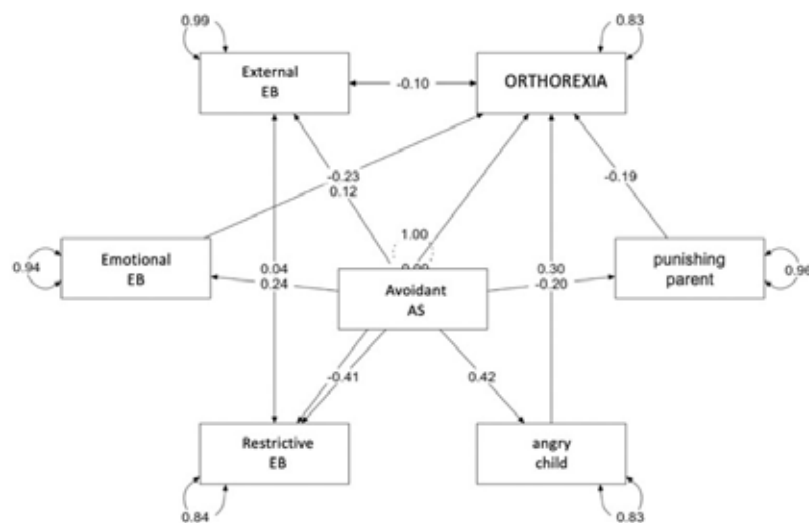 0.99
0.83
External
EB
-0.10
ORTHOREXIA
-0.23
0.12
-0.19
1.00
Emotional
EB
0.94
0.04
0.24
Avoidant
AS
0.30
-0.20
punishing
parent
0.96
-0.41
0.42
Restrictive
EB
angry
child
0.84
0.83